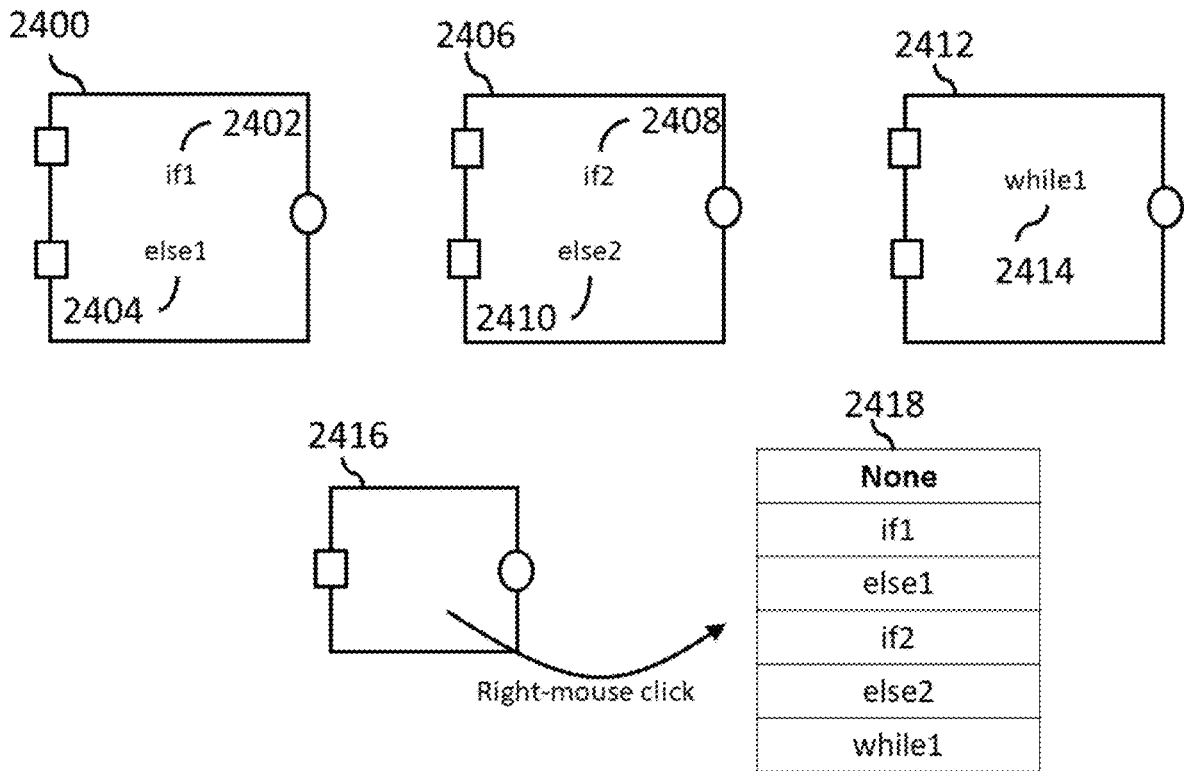 2400
2402
if1
else1
2404
2406
2408
if2
else2
2410
2412
while1
2414
2416
Right-mouse click
2418
None
if1
else1
if2
else2
while1